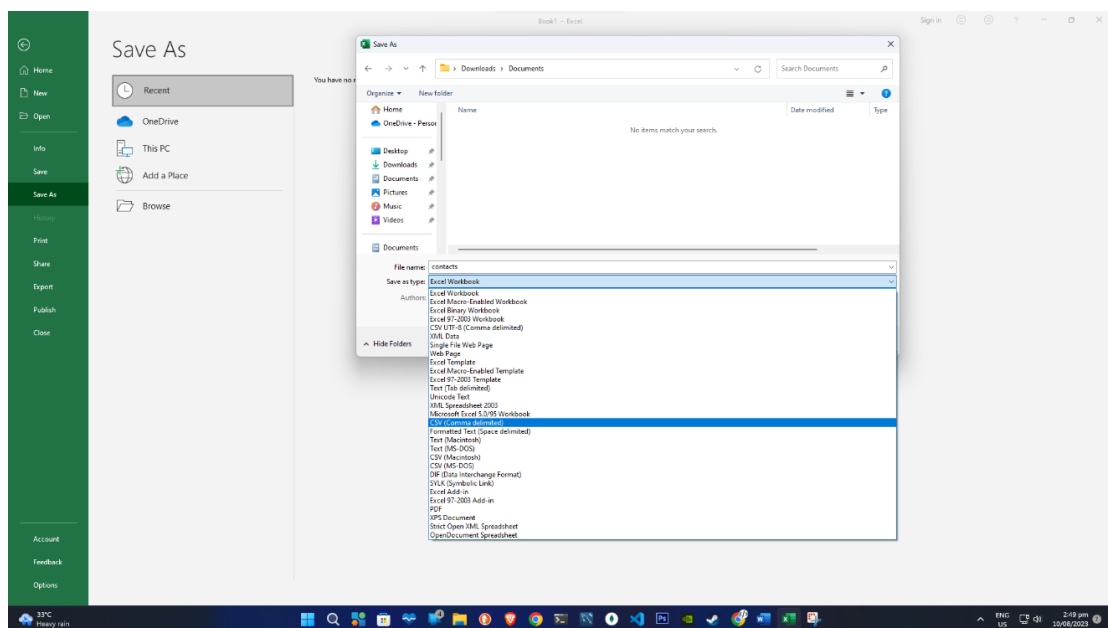 Book1 - Excel
Sign in
?
Home
New
Open
Info
Save
Save As
History
Print
Share
Export
Publish
Close
Account
Feedback
Options
Save As
Recent
OneDrive
This PC
Add a Place
Browse
You have no r
Save As
> Downloads > Documents
Search Documents
Organize
New folder
Home
OneDrive - Person
Desktop
Downloads
Documents
Pictures
Music
Videos
Documents
Name
Date modified
Type
No items match your search.
File name: contacts
Save as type: Excel Workbook
Authors:
Hide Folders
Excel Workbook
Excel Macro-Enabled Workbook
Excel Binary Workbook
Excel 97-2003 Workbook
CSV UTF-8 (Comma delimited)
XML Data
Single File Web Page
Web Page
Excel Template
Excel Macro-Enabled Template
Excel 97-2003 Template
Text (Tab delimited)
Unicode Text
XML Spreadsheet 2003
Microsoft Excel 5.0/95 Workbook
CSV (Comma delimited)
Formatted Text (Space delimited)
Text (Macintosh)
Text (MS-DOS)
CSV (Macintosh)
CSV (MS-DOS)
DIF (Data Interchange Format)
SYLK (Symbolic Link)
Excel Add-in
Excel 97-2003 Add-in
PDF
XPS Document
Strict Open XML Spreadsheet
OpenDocument Spreadsheet
33°C
Heavy rain
4
Ps
ENG
US
2:49 pm
10/08/2023